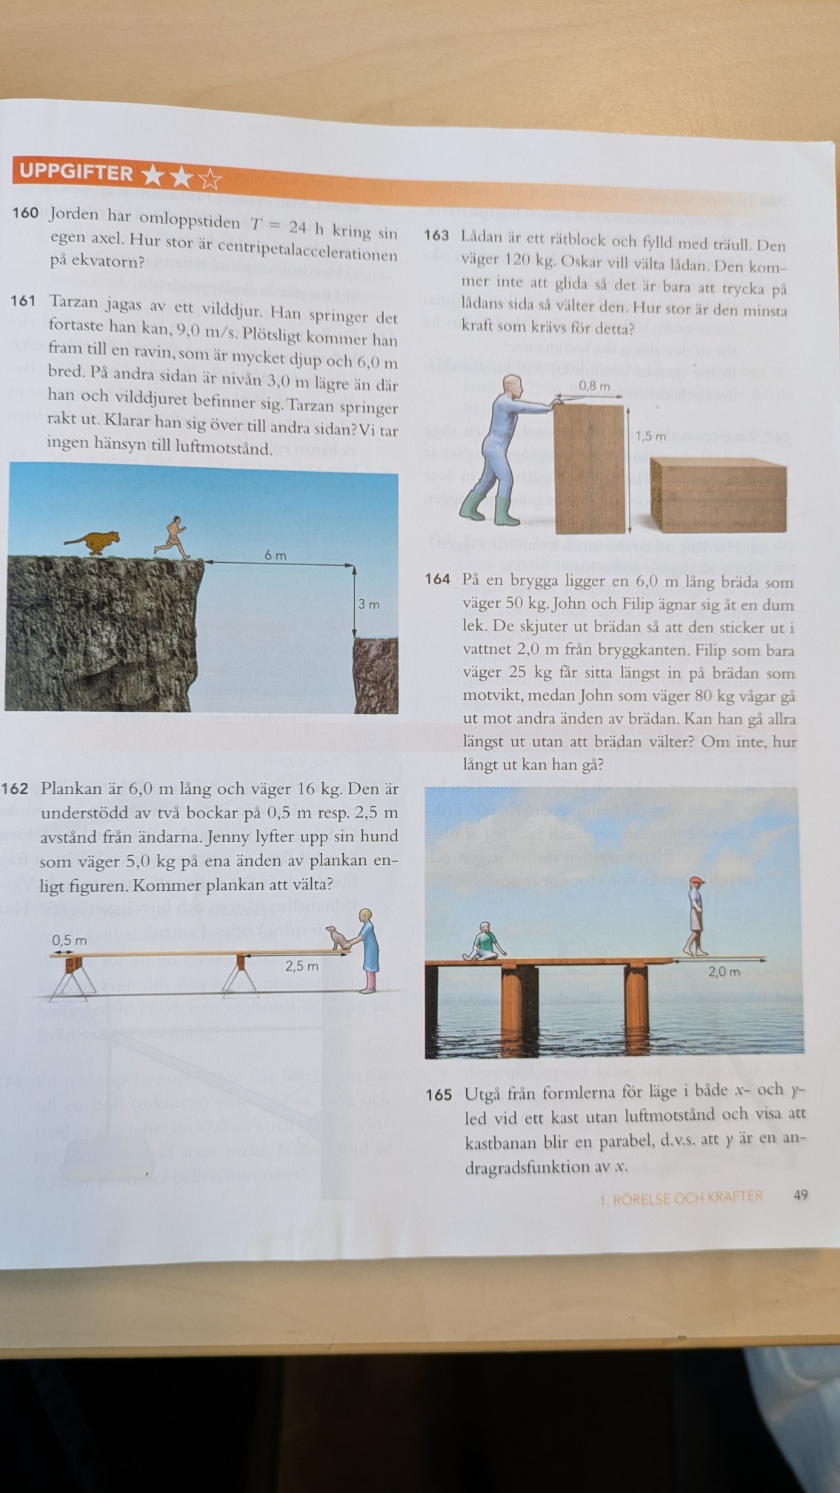 UPPGIFTER
160 Jorden har omloppstiden T = 24 h kring sin
egen axel. Hur stor är centripetalaccelerationen
på ekvatorn?
161 Tarzan jagas av ett vilddjur. Han springer det
fortaste han kan, 9,0 m/s. Plötsligt kommer han
fram till en ravin, som är mycket djup och 6,0 m
bred. På andra sidan är nivån 3,0 m lägre än där
han och vilddjuret befinner sig. Tarzan springer
rakt ut. Klarar han sig över till andra sidan? Vi tar
ingen hänsyn till luftmotstånd.
6 m
3 m
162 Plankan är 6,0 m lång och väger 16 kg. Den är
understödd av två bockar på 0,5 m resp. 2,5 m
avstånd från ändarna. Jenny lyfter upp sin hund
som väger 5,0 kg på ena änden av plankan en-
ligt figuren. Kommer plankan att välta?
0,5 m
2,5 m
163 Lådan är ett rätblock och fylld med träull. Den
väger 120 kg. Oskar vill välta lådan. Den kom-
mer inte att glida så det är bara att trycka på
lådans sida så välter den. Hur stor är den minsta
kraft som krävs för detta?
0,8 m
1,5 m
164 På en brygga ligger en 6,0 m lång bräda som
väger 50 kg. John och Filip ägnar sig åt en dum
lek. De skjuter ut brädan så att den sticker ut i
vattnet 2,0 m från bryggkanten. Filip som bara
väger 25 kg får sitta längst in på brädan som
motvikt, medan John som väger 80 kg vågar gå
ut mot andra änden av brädan. Kan han gå allra
längst ut utan att brädan välter? Om inte, hur
långt ut kan han gå?
2,0 m
165 Utgå från formlerna för läge i både x- och y-
led vid ett kast utan luftmotstånd och visa att
kastbanan blir en parabel, d.v.s. att y är en an-
dragradsfunktion av x.
1. RÖRELSE OCH KRAFTER 49